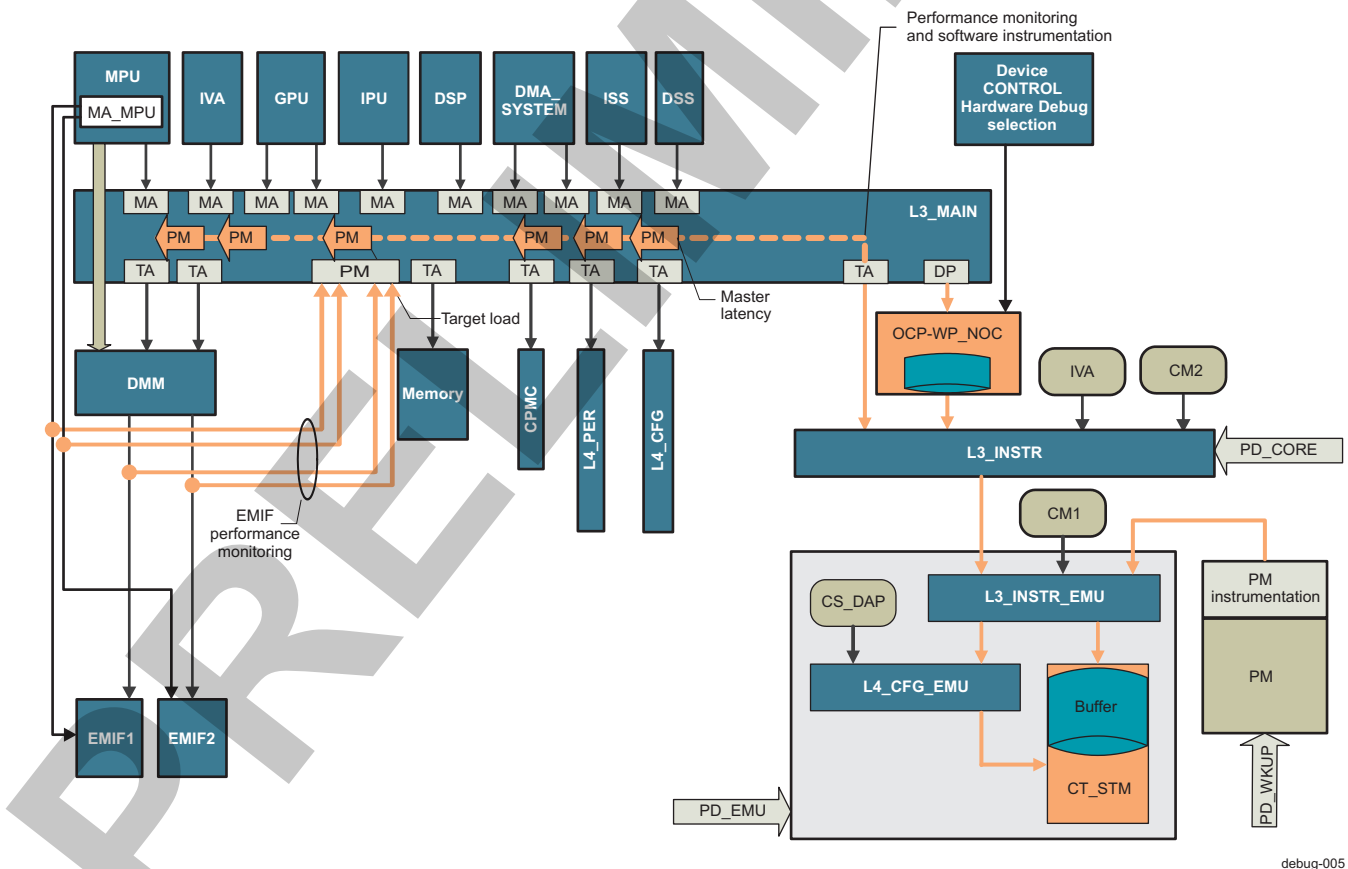 Performance monitoring
and software instrumentation
MPU
MA_MPU
IVA
GPU
IPU
DSP
DMA_
SYSTEM
ISS
DSS
Device
CONTROL
Hardware Debug
selection
MA
MA
MA
MA
MA
MA
MA
MA
MA
MA
L3_MAIN
PM
PM
PM
PM
PM
PM
TA
TA
PM
TA
TA
TA
TA
TA
DP
Target load
Master
latency
OCP-WP_NOC
DMM
Memory
CPMC
L4_PER
L4_CFG
IVA
CM2
L3_INSTR
PD_CORE
EMIF
performance
monitoring
CM1
CS_DAP
L3_INSTR_EMU
PM
instrumentation
L4_CFG_EMU
Buffer
PM
EMIF1
EMIF2
CT_STM
PD_EMU
PD_WKUP
debug-005
PRELIMI